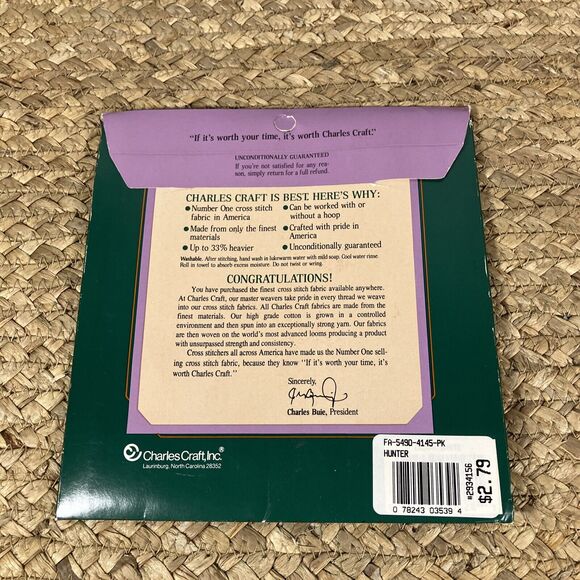 "If it's worth your time, it's worth Charles Craft."
UNCONDITIONALLY GUARANTEED
If you're not satisfied for any rea-
son, simply return for a full refund.
CHARLES CRAFT IS BEST. HERE'S WHY:
● Number One cross stitch
fabric in America
● Made from only the finest
materials
● Up to 33% heavier
● Can be worked with or
without a hoop
● Crafted with pride in
America
● Unconditionally guaranteed
Washable. After stitching, hand wash in lukewarm water with mild soap. Cool water rinse.
Roll in towel to absorb excess moisture. Do not twist or wring.
CONGRATULATIONS!
You have purchased the finest cross stitch fabric available anywhere.
At Charles Craft, our master weavers take pride in every thread we weave
into our cross stitch fabrics. All Charles Craft fabrics are made from the
finest materials. Our high grade cotton is grown in a controlled
environment and then spun into an exceptionally strong yarn. Our fabrics
are then woven on the world's most advanced looms producing a product
with unsurpassed strength and consistency.
Cross stitchers all across America have made us the Number One sell-
ing cross stitch fabric, because they know "If it's worth your time, it's
worth Charles Craft."
Sincerely,
Charles Buie, President
Charles Craft, Inc.
Laurinburg, North Carolina 28352
FA-5490-4145-PK
HUNTER
0 78243 03539 4
#2934156
$2.79